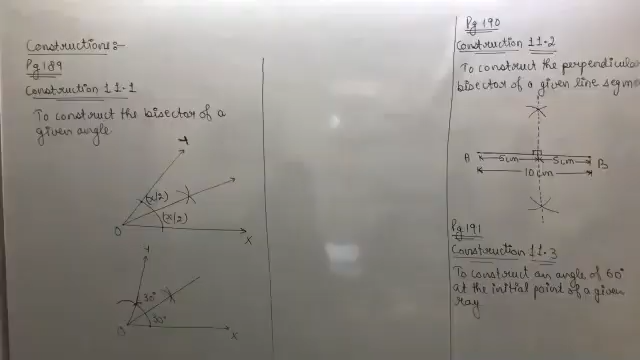 Constructions:-
Pg 189
Construction 11.1
To construct the bisector of a
given angle
Y
(x/2)
(x/2)
O
X
Y
30°
30°
O
X
Pg 190
Construction 11.2
To construct the perpendicular
bisector of a given line segme
A
5cm
5cm
B
10cm
Pg 191
Construction 11.3
To construct an angle of 60°
at the initial point of a given
ray